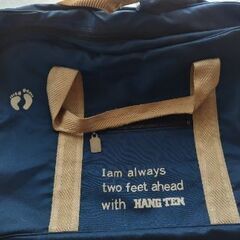 Iam always
two feet ahead
with HANG TEN